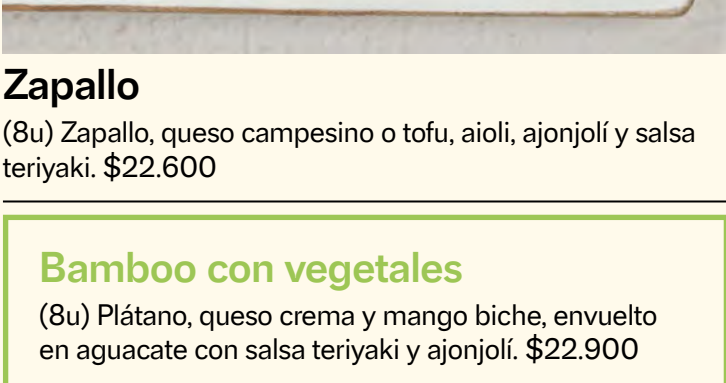 Zapallo
(8u) Zapallo, queso campesino o tofu, aioli, ajonjolí y salsa
teriyaki. $22.600
Bamboo con vegetales
(8u) Plátano, queso crema y mango biche, envuelto
en aguacate con salsa teriyaki y ajonjolí. $22.900